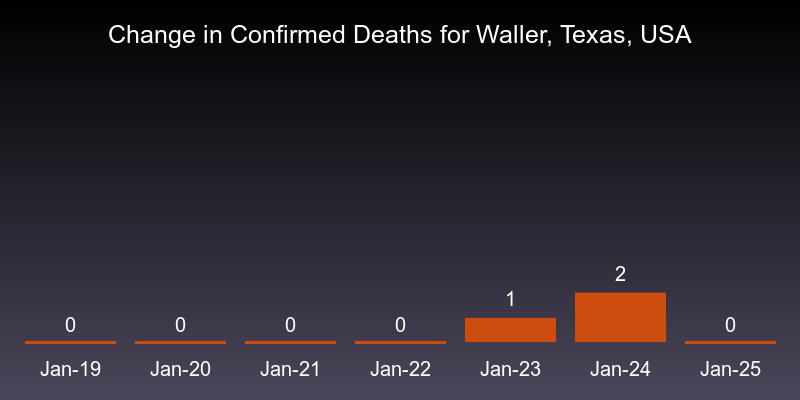 Change in Confirmed Deaths for Waller, Texas, USA
0 0 0 0 1 2 0
Jan-19 Jan-20 Jan-21 Jan-22 Jan-23 Jan-24 Jan-25